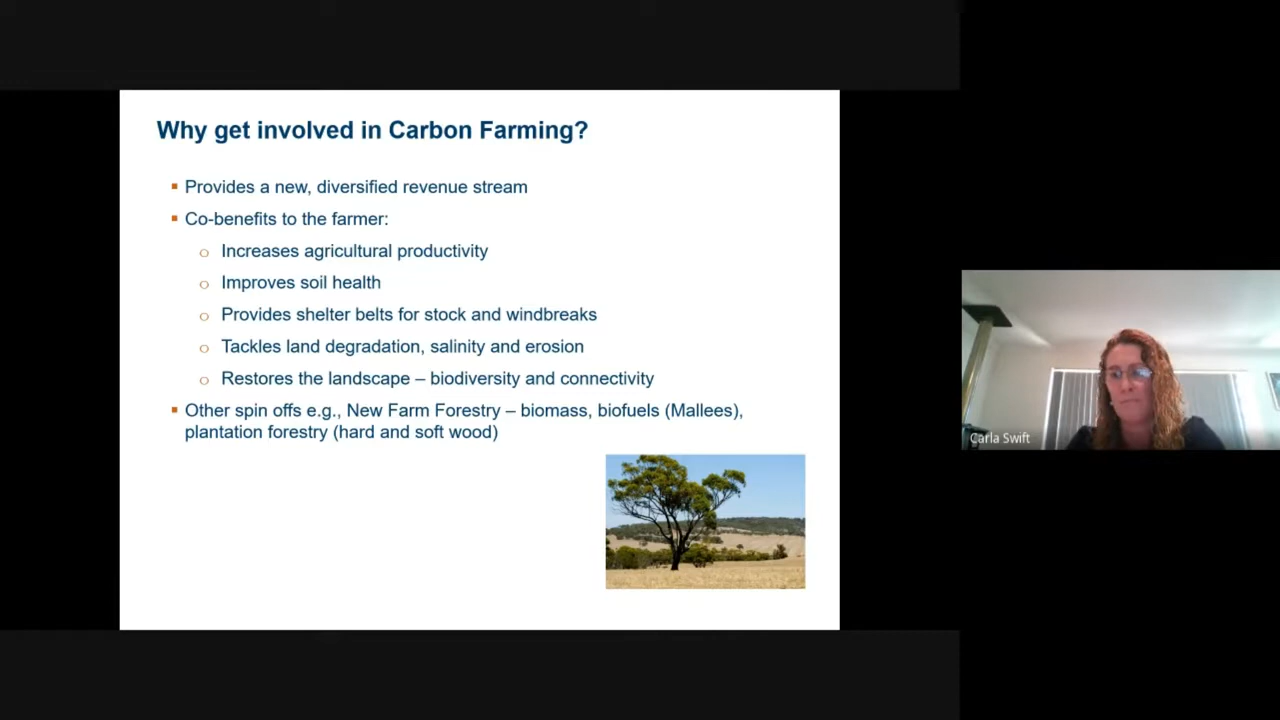 Why get involved in Carbon Farming?
▪ Provides a new, diversified revenue stream
▪ Co-benefits to the farmer:
o Increases agricultural productivity
o Improves soil health
o Provides shelter belts for stock and windbreaks
o Tackles land degradation, salinity and erosion
o Restores the landscape – biodiversity and connectivity
▪ Other spin offs e.g., New Farm Forestry – biomass, biofuels (Mallees),
plantation forestry (hard and soft wood)
Carla Swift